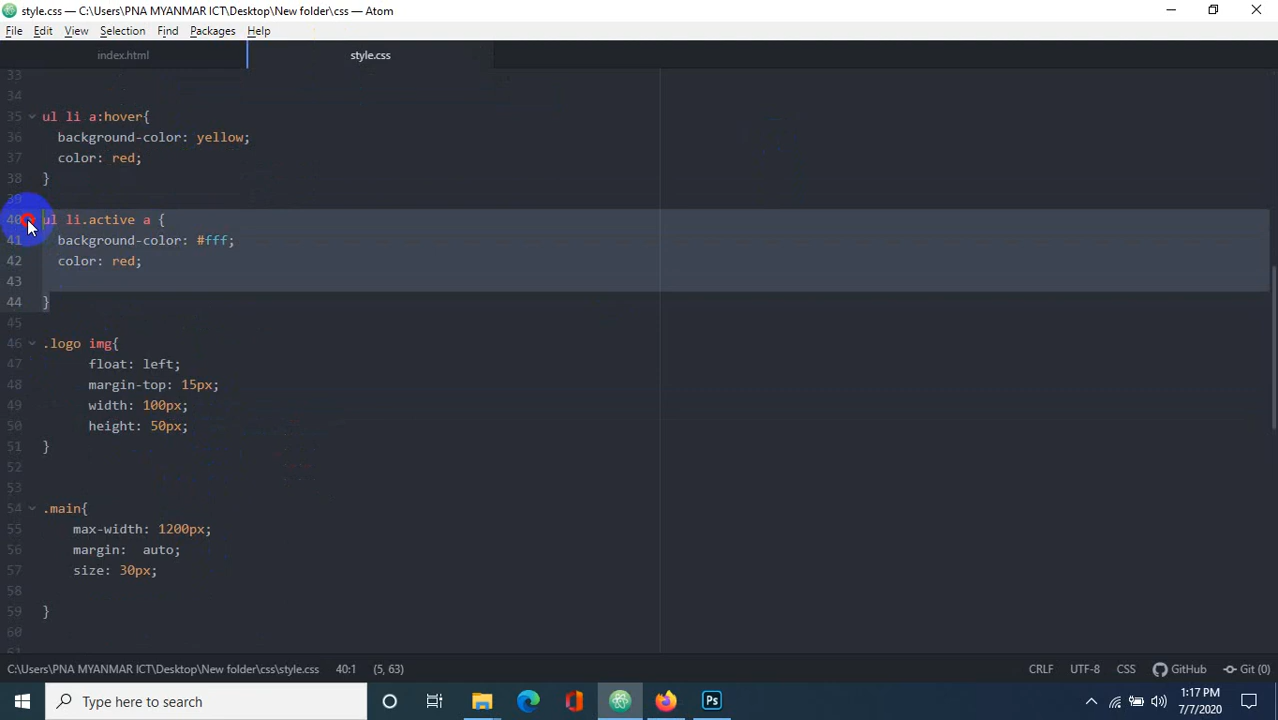 style.css — C:\Users\PNA MYANMAR ICT\Desktop\New folder\css — Atom
File Edit View Selection Find Packages Help
index.html style.css
33
34
35 ul li a:hover{
36 background-color: yellow;
37 color: red;
38 }
39
40 ul li.active a {
41 background-color: #fff;
42 color: red;
43
44 }
45
46 .logo img{
47 float: left;
48 margin-top: 15px;
49 width: 100px;
50 height: 50px;
51 }
52
53
54 .main{
55 max-width: 1200px;
56 margin:  auto;
57 size: 30px;
58
59 }
60
61
C:\Users\PNA MYANMAR ICT\Desktop\New folder\css\style.css 40:1 (5, 63) CRLF UTF-8 CSS GitHub Git (0)
Type here to search Ps 1:17 PM
7/7/2020